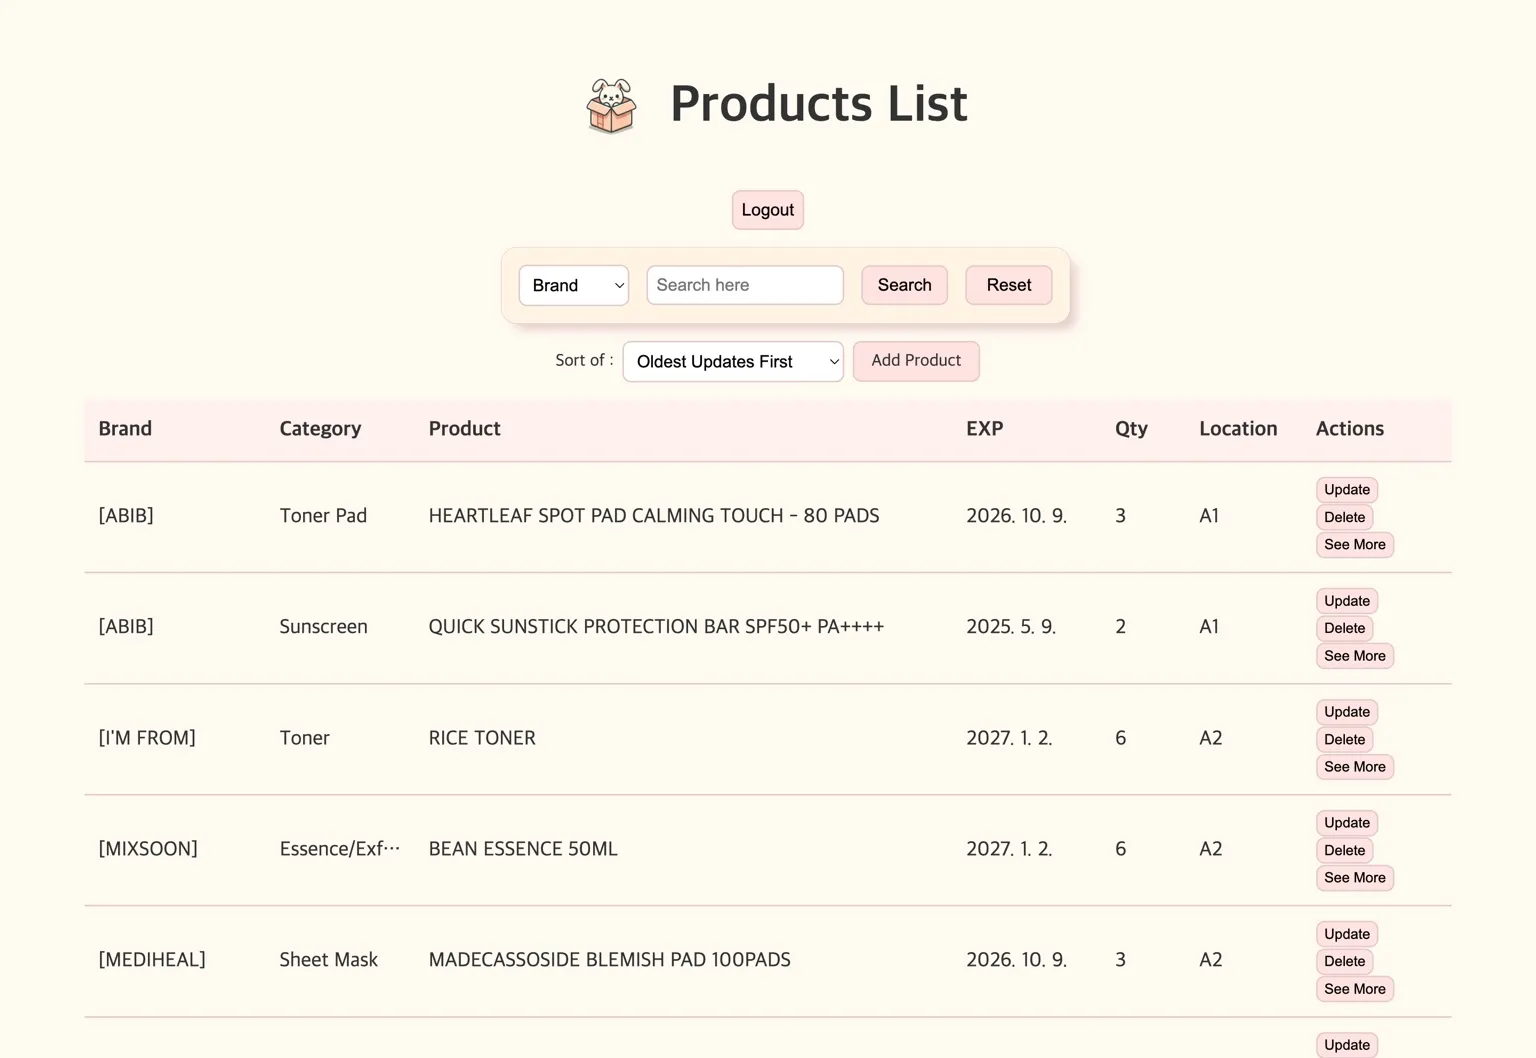 Products List
Logout
Brand Search here Search Reset
Sort of : Oldest Updates First Add Product
Brand Category Product EXP Qty Location Actions
[ABIB] Toner Pad HEARTLEAF SPOT PAD CALMING TOUCH - 80 PADS 2026. 10. 9. 3 A1
Update
Delete
See More
[ABIB] Sunscreen QUICK SUNSTICK PROTECTION BAR SPF50+ PA++++ 2025. 5. 9. 2 A1
Update
Delete
See More
[I'M FROM] Toner RICE TONER 2027. 1. 2. 6 A2
Update
Delete
See More
[MIXSOON] Essence/Exf… BEAN ESSENCE 50ML 2027. 1. 2. 6 A2
Update
Delete
See More
[MEDIHEAL] Sheet Mask MADECASSOSIDE BLEMISH PAD 100PADS 2026. 10. 9. 3 A2
Update
Delete
See More
Update